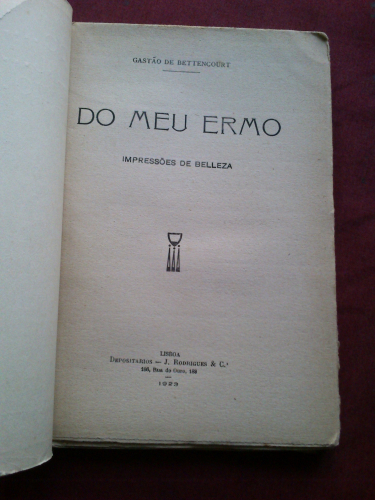 GASTÃO DE BETTENCOURT
DO MEU ERMO
IMPRESSÕES DE BELLEZA
LISBOA
DEPOSITARIOS — J. RODRIGUES & C.ª
186, Rua do Ouro, 188
1923